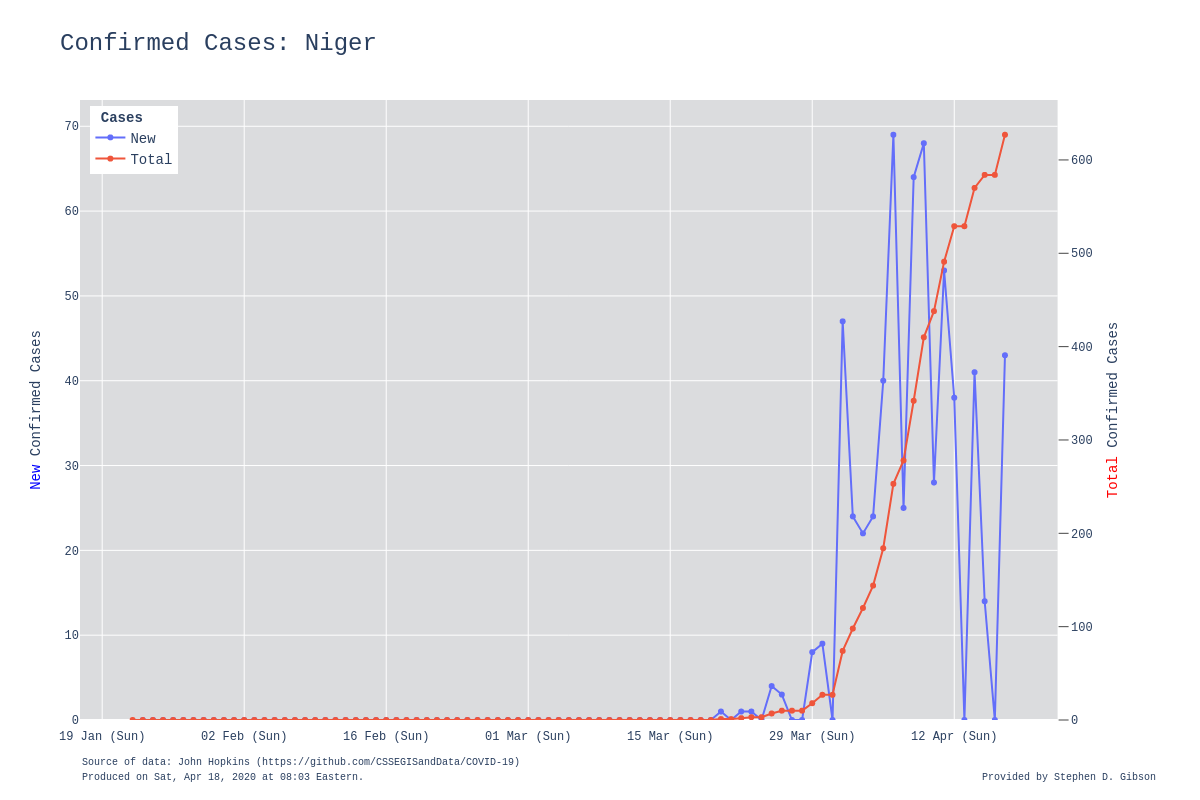 Confirmed Cases: Niger
Cases
New
Total
70
60
50
40
30
20
10
0
New Confirmed Cases
600
500
400
300
200
100
0
Total Confirmed Cases
19 Jan (Sun) 02 Feb (Sun) 16 Feb (Sun) 01 Mar (Sun) 15 Mar (Sun) 29 Mar (Sun) 12 Apr (Sun)
Source of data: John Hopkins (https://github.com/CSSEGISandData/COVID-19)
Produced on Sat, Apr 18, 2020 at 08:03 Eastern.
Provided by Stephen D. Gibson